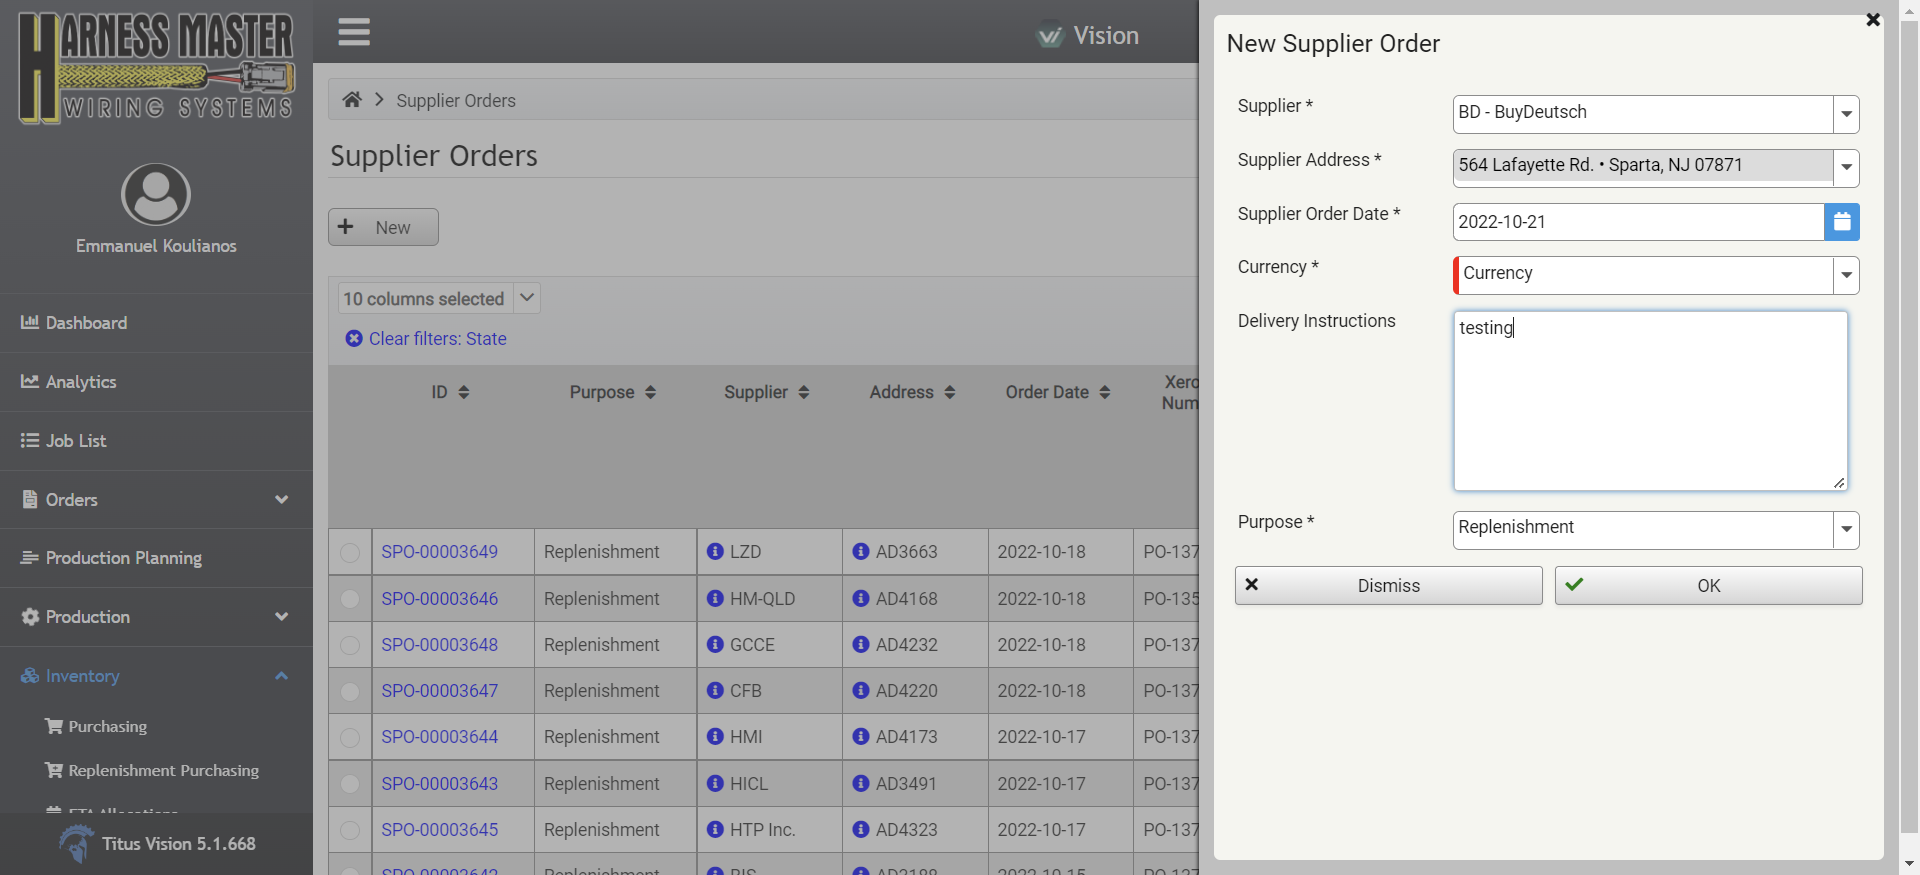 HARNESS MASTER
WIRING SYSTEMS
Emmanuel Koulianos
Dashboard
Analytics
Job List
Orders
Production Planning
Production
Inventory
Purchasing
Replenishment Purchasing
ETA Allocations
Titus Vision 5.1.668
Vision
Supplier Orders
Supplier Orders
New
10 columns selected
Clear filters: State
ID Purpose Supplier Address Order Date Xero
Num
SPO-00003649 Replenishment LZD AD3663 2022-10-18 PO-137
SPO-00003646 Replenishment HM-QLD AD4168 2022-10-18 PO-135
SPO-00003648 Replenishment GCCE AD4232 2022-10-18 PO-137
SPO-00003647 Replenishment CFB AD4220 2022-10-18 PO-137
SPO-00003644 Replenishment HMI AD4173 2022-10-17 PO-137
SPO-00003643 Replenishment HICL AD3491 2022-10-17 PO-137
SPO-00003645 Replenishment HTP Inc. AD4323 2022-10-17 PO-137
New Supplier Order
Supplier * BD - BuyDeutsch
Supplier Address * 564 Lafayette Rd. • Sparta, NJ 07871
Supplier Order Date * 2022-10-21
Currency * Currency
Delivery Instructions testing
Purpose * Replenishment
Dismiss OK